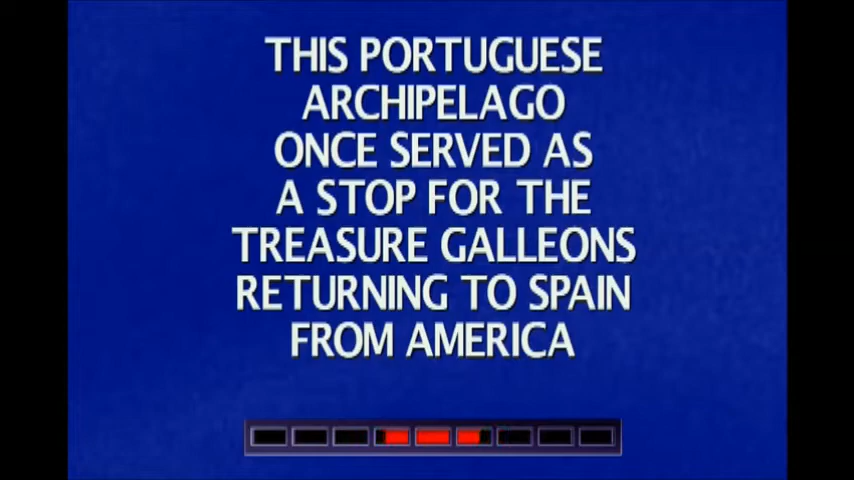 THIS PORTUGUESE
ARCHIPELAGO
ONCE SERVED AS
A STOP FOR THE
TREASURE GALLEONS
RETURNING TO SPAIN
FROM AMERICA